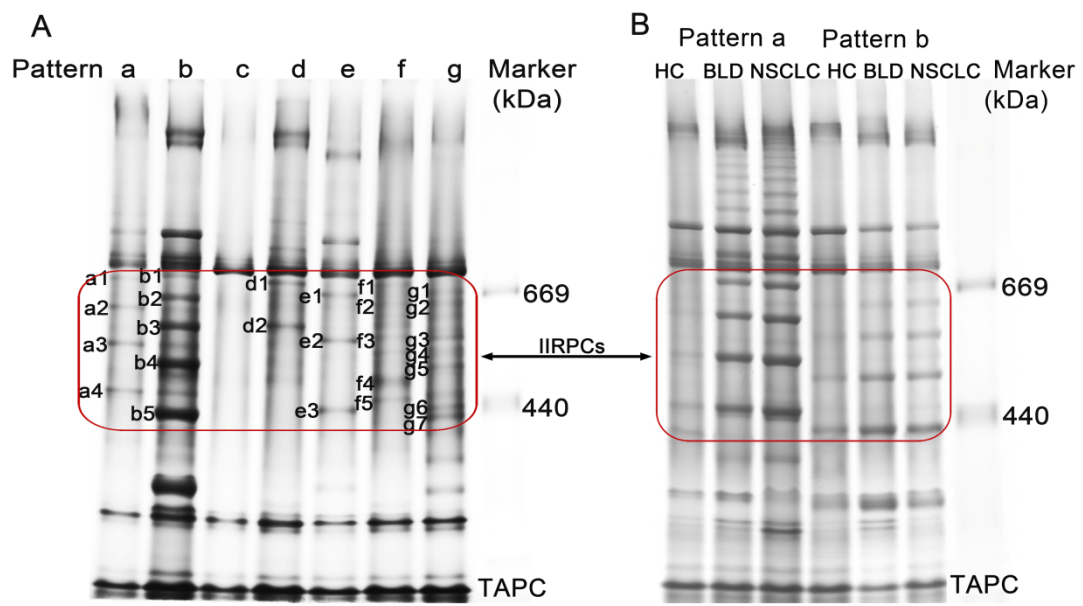 A
Pattern a b c d e f g Marker
(kDa)
a1 b1 d1 e1 f1 g1
a2 b2 f2 g2
669
a3 b3 d2 e2 f3 g3
b4 g4
g5
a4 f4
b5 e3 f5 g6
g7
440
IIRPCs
TAPC
B
Pattern a Pattern b
HC BLD NSCLC HC BLD NSCLC Marker
(kDa)
669
440
TAPC